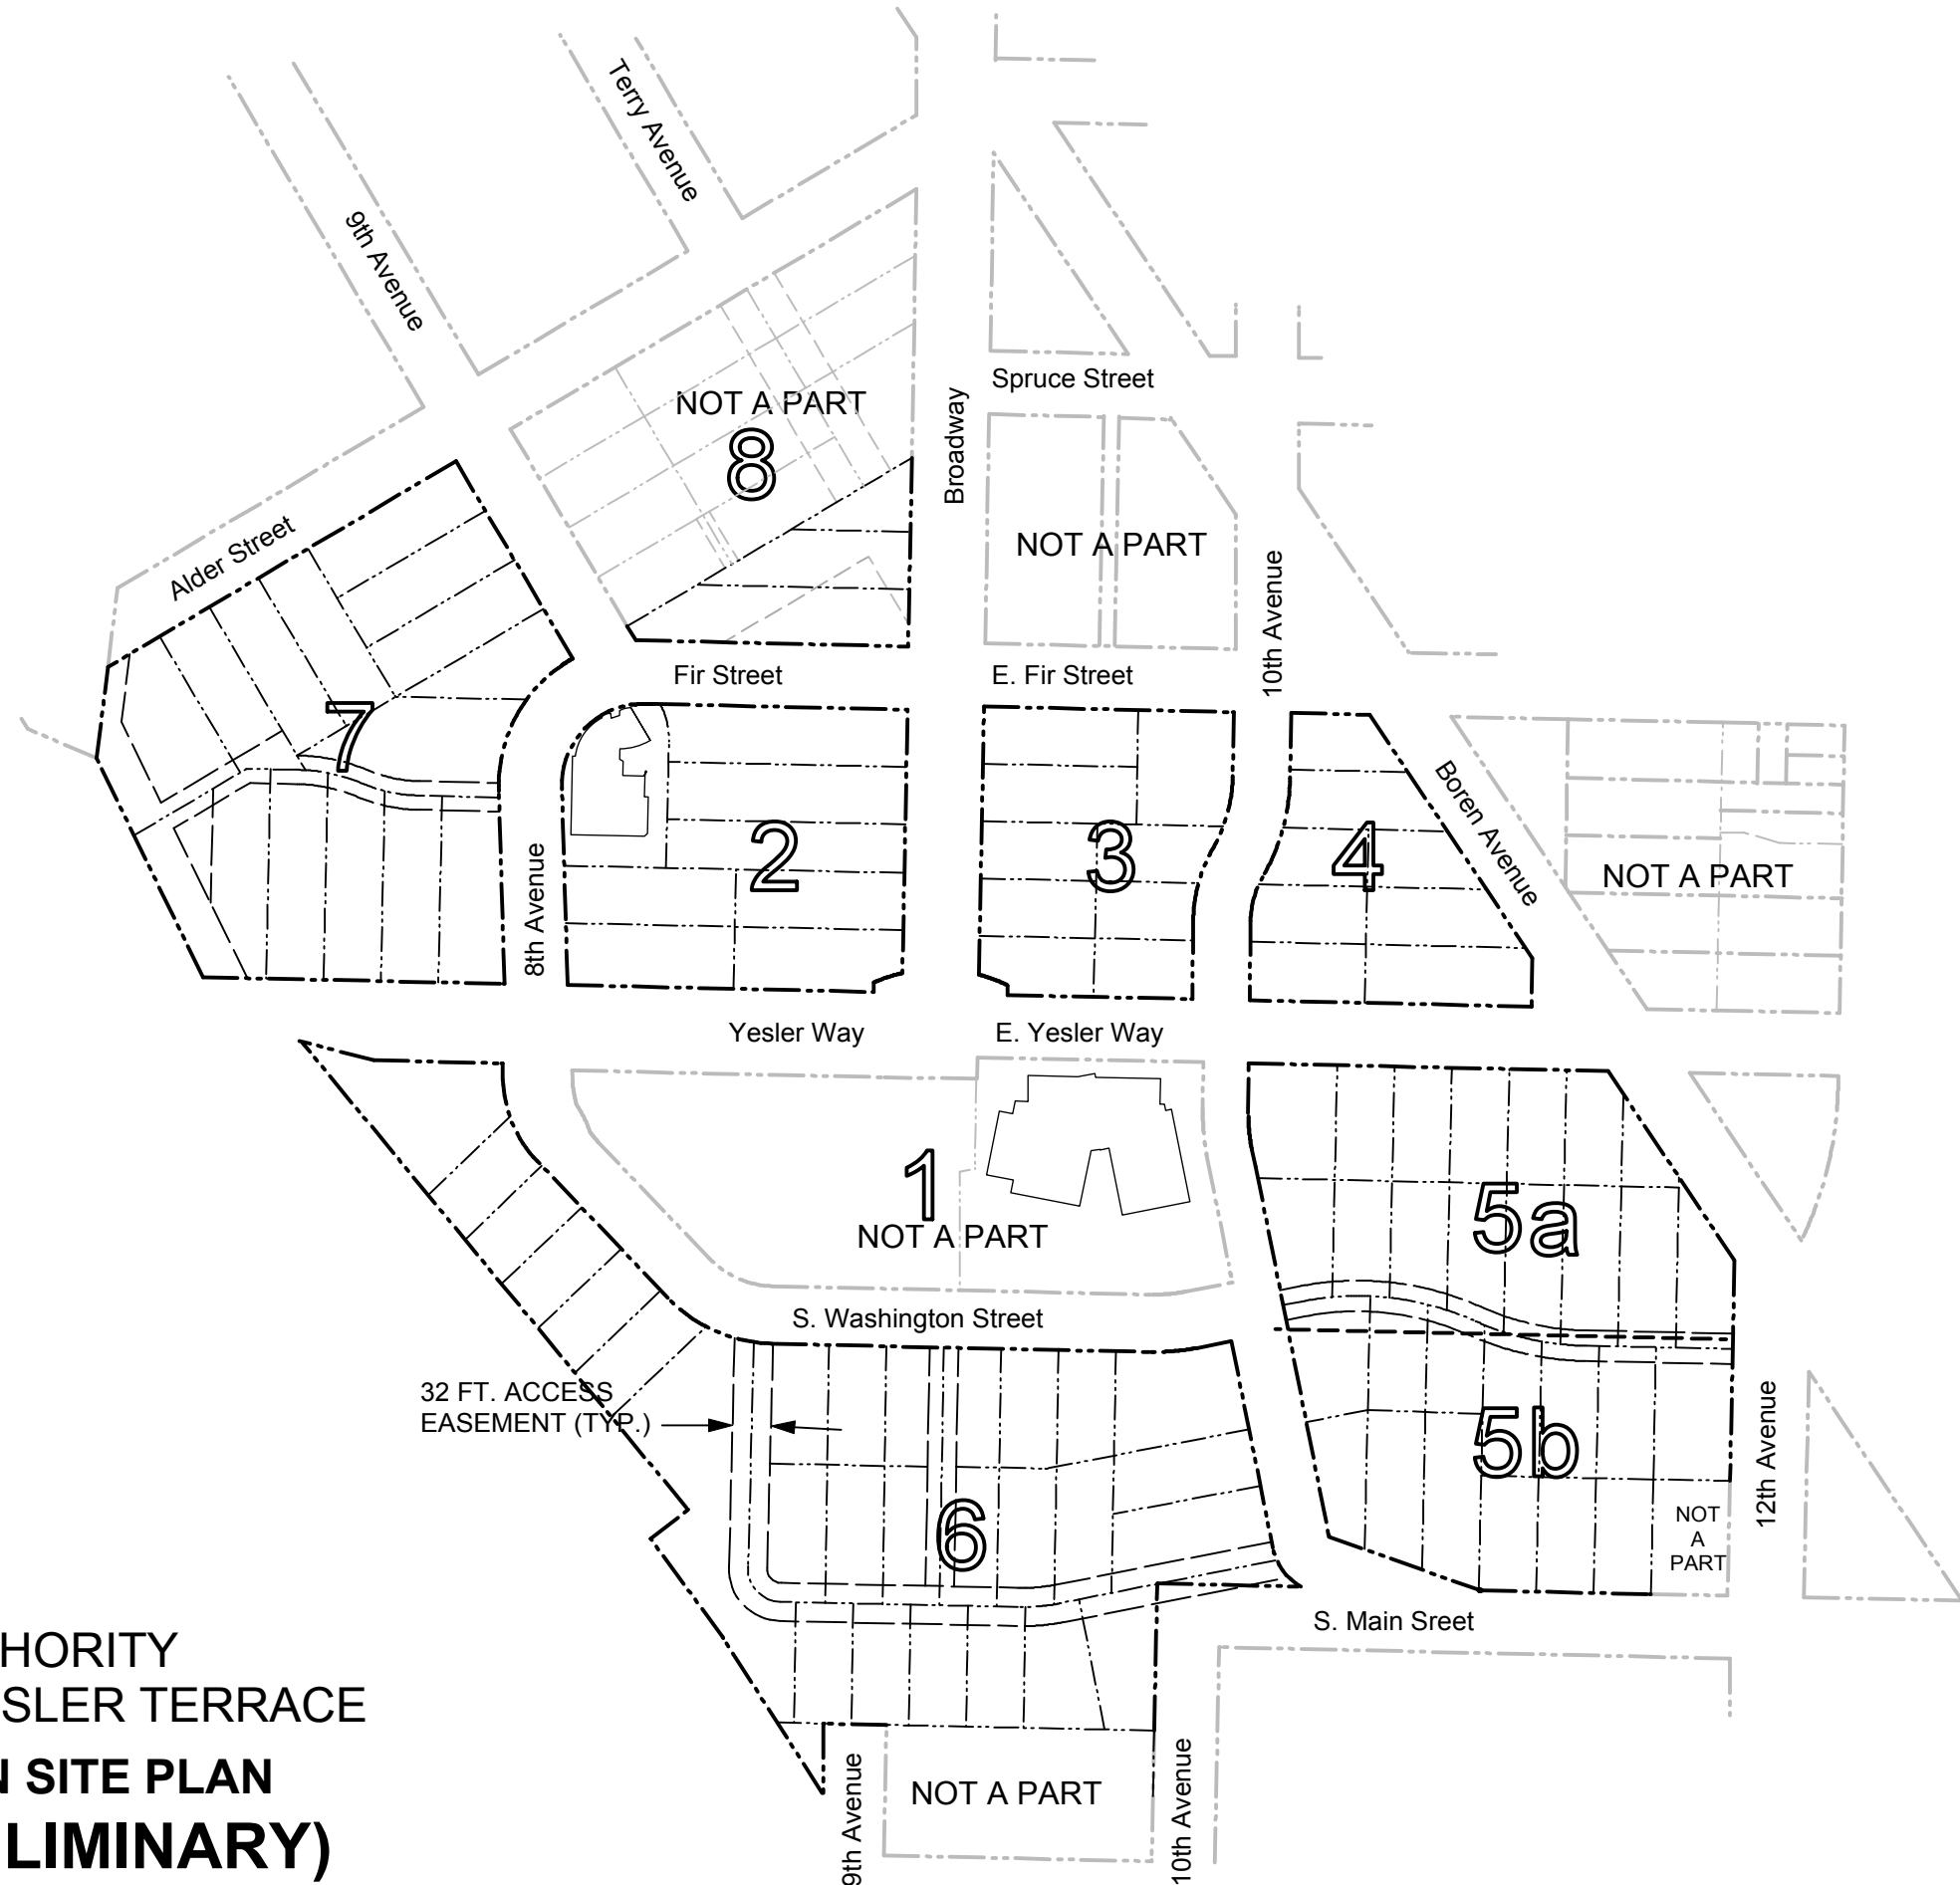 Terry Avenue
9th Avenue
Spruce Street
NOT A PART
8
Broadway
NOT A PART
Alder Street
10th Avenue
Fir Street
E. Fir Street
7
Boren Avenue
2
3
4
NOT A PART
8th Avenue
Yesler Way
E. Yesler Way
1
NOT A PART
5a
S. Washington Street
32 FT. ACCESS
EASEMENT (TYP.)
5b
12th Avenue
6
NOT
A
PART
S. Main Sreet
HORITY
SLER TERRACE
N SITE PLAN
LIMINARY)
9th Avenue
NOT A PART
10th Avenue